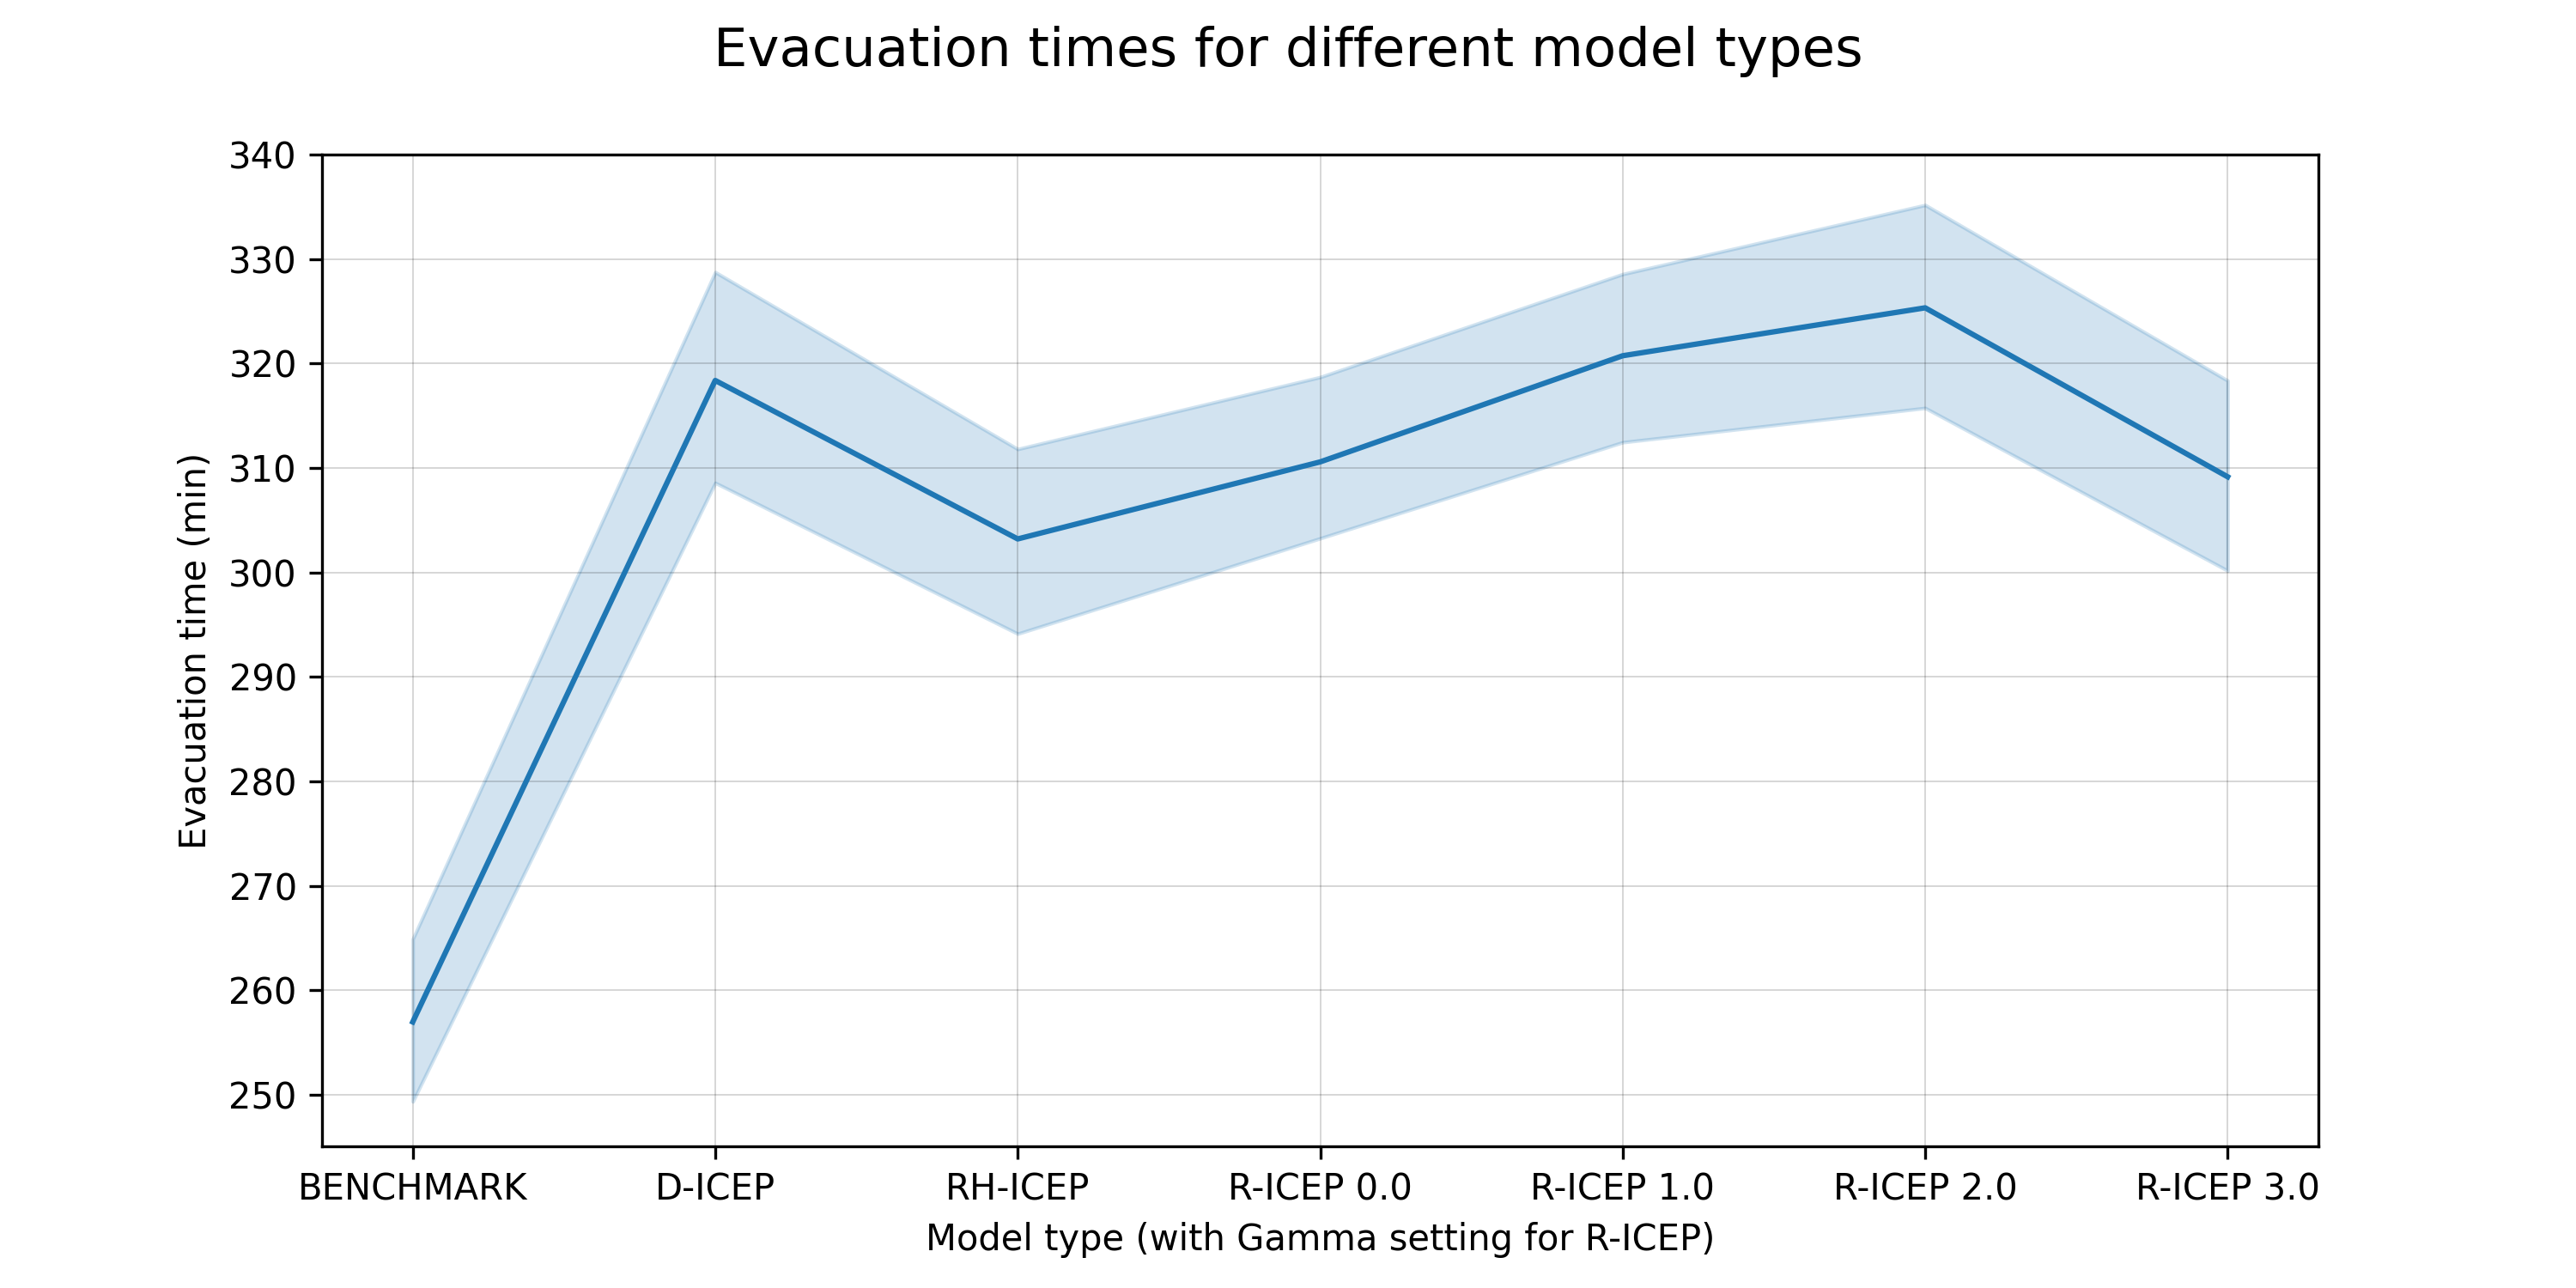 Evacuation times for different model types
340
330
320
310
300
290
280
270
260
250
Evacuation time (min)
BENCHMARK D-ICEP RH-ICEP R-ICEP 0.0 R-ICEP 1.0 R-ICEP 2.0 R-ICEP 3.0
Model type (with Gamma setting for R-ICEP)